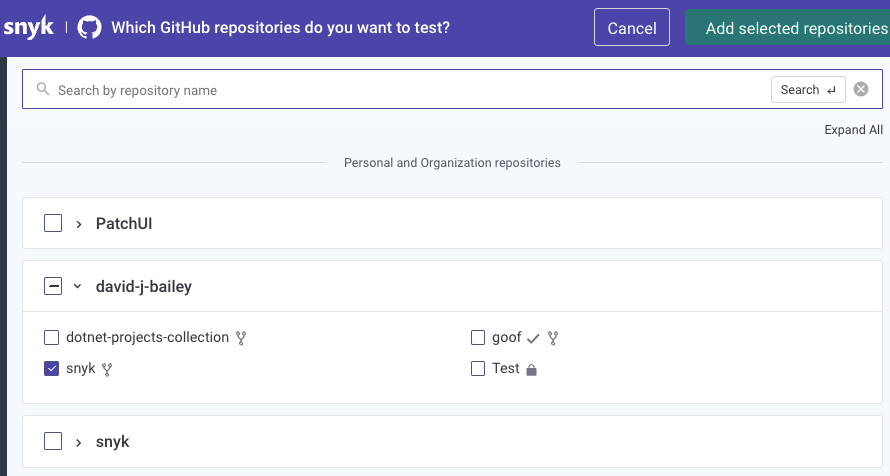 snyk | Which GitHub repositories do you want to test? Cancel Add selected repositories
Search by repository name Search ↵
Expand All
Personal and Organization repositories
PatchUI
david-j-bailey
dotnet-projects-collection goof
snyk Test
snyk